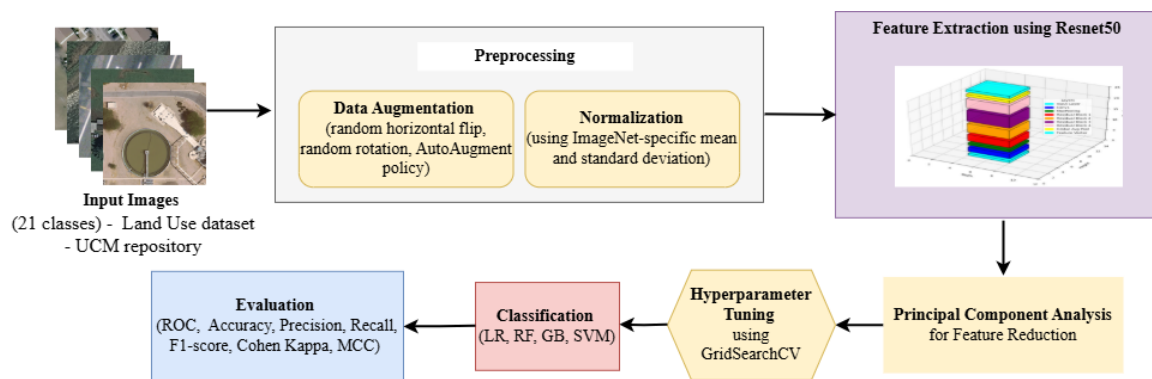 Input Images
(21 classes) - Land Use dataset
- UCM repository
Preprocessing
Data Augmentation
(random horizontal flip,
random rotation, AutoAugment
policy)
Normalization
(using ImageNet-specific mean
and standard deviation)
Feature Extraction using Resnet50
Principal Component Analysis
for Feature Reduction
Hyperparameter
Tuning
using
GridSearchCV
Classification
(LR, RF, GB, SVM)
Evaluation
(ROC, Accuracy, Precision, Recall,
F1-score, Cohen Kappa, MCC)